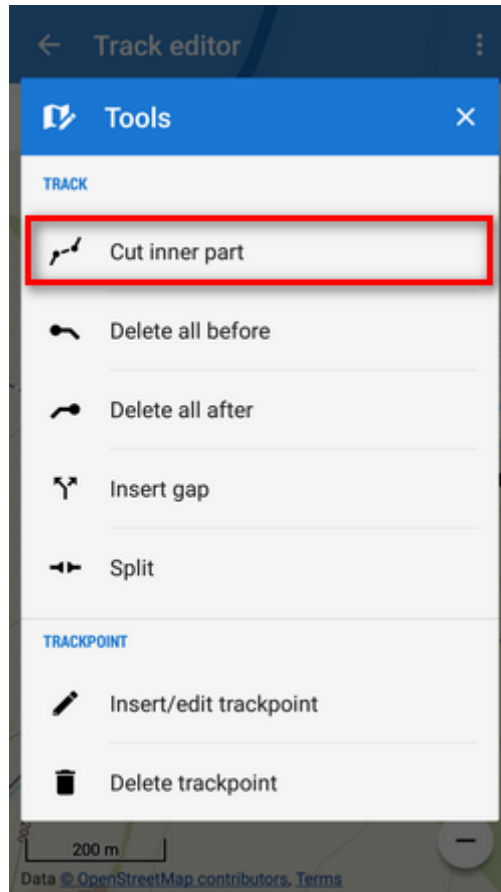 Track editor
Tools
TRACK
Cut inner part
Delete all before
Delete all after
Insert gap
Split
TRACKPOINT
Insert/edit trackpoint
Delete trackpoint
200 m
Data © OpenStreetMap contributors, Terms